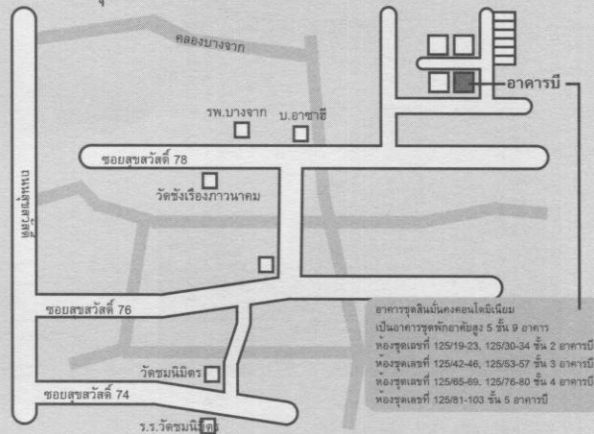 คลองบางจาก
อาคารบี
รพ.บางจาก
บ.อาซาฮี
ซอยสุขสวัสดิ์ 78
วัดชังเรืองภาวนาคม
ถนนสุขสวัสดิ์
ซอยสุขสวัสดิ์ 76
อาคารชุดสินมั่นคงคอนโดมิเนียม
เป็นอาคารชุดพักอาศัยสูง 5 ชั้น 9 อาคาร
ห้องชุดเลขที่ 125/19-23, 125/30-34 ชั้น 2 อาคารบี
ห้องชุดเลขที่ 125/42-46, 125/53-57 ชั้น 3 อาคารบี
ห้องชุดเลขที่ 125/65-69, 125/76-80 ชั้น 4 อาคารบี
ห้องชุดเลขที่ 125/81-103 ชั้น 5 อาคารบี
วัดชมนิมิตร
ซอยสุขสวัสดิ์ 74
ร.ร.วัดชมนิมิตร